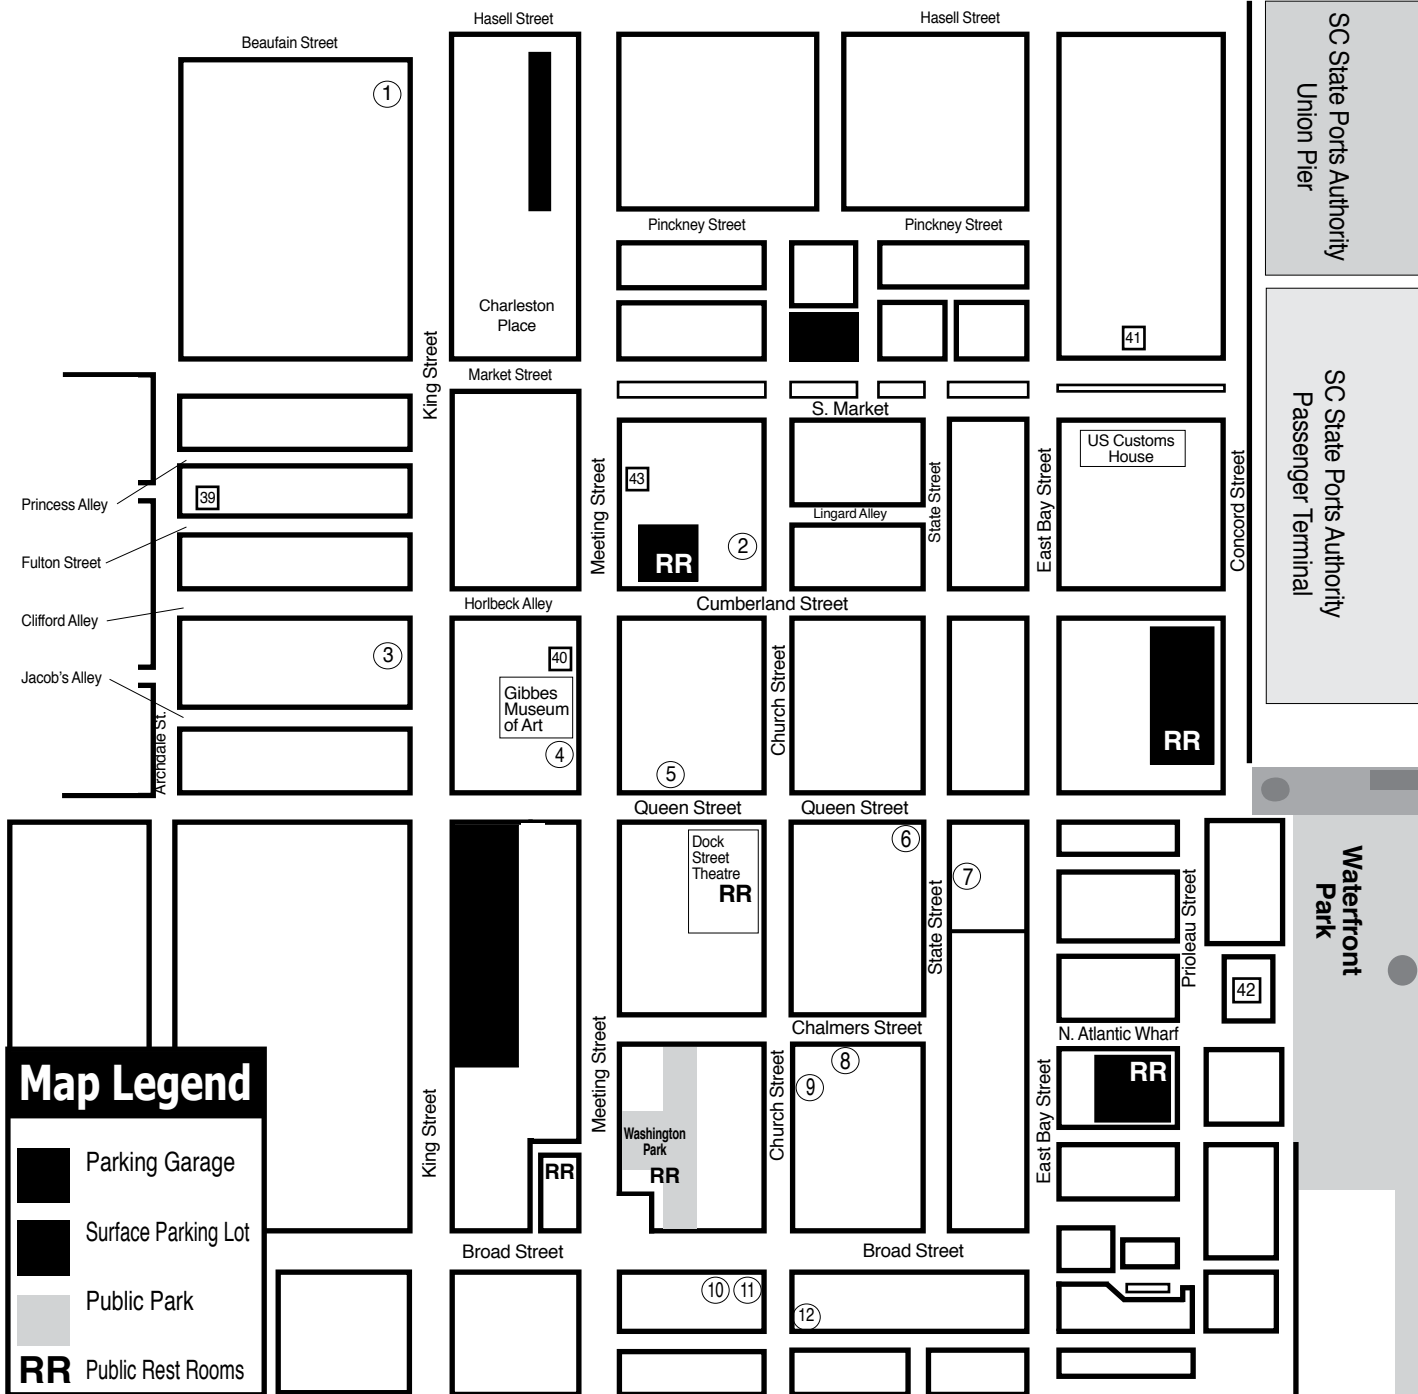 Hasell Street
Hasell Street
Beaufain Street
1
SC State Ports Authority
Union Pier
Pinckney Street
Pinckney Street
Charleston
Place
41
King Street
Market Street
S. Market
SC State Ports Authority
Passenger Terminal
US Customs
House
Princess Alley
39
43
Meeting Street
Lingard Alley
State Street
East Bay Street
Concord Street
RR
2
Fulton Street
Horlbeck Alley
Cumberland Street
Clifford Alley
3
40
Jacob's Alley
Gibbes
Museum
of Art
4
Church Street
RR
Archdale St.
5
Queen Street
Queen Street
Dock
Street
Theatre
RR
6
7
State Street
Prioleau Street
Waterfront
Park
42
Chalmers Street
N. Atlantic Wharf
Meeting Street
8
9
Church Street
East Bay Street
RR
King Street
Washington
Park
RR
RR
Map Legend
Parking Garage
Surface Parking Lot
Public Park
RR Public Rest Rooms
Broad Street
Broad Street
10
11
12